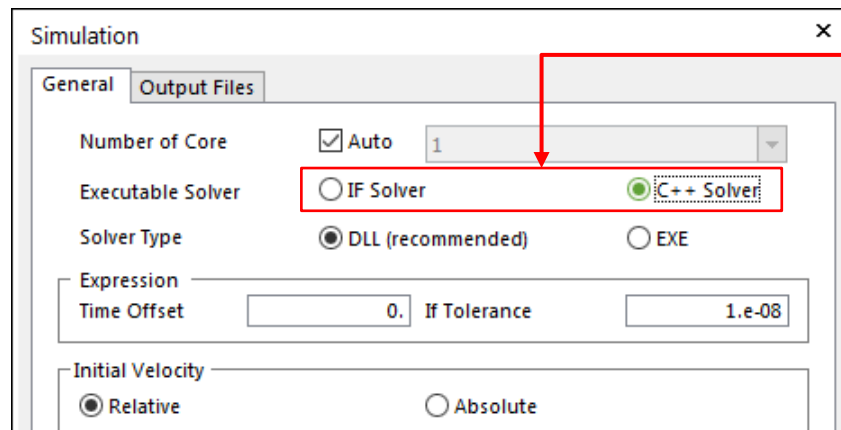 Simulation
General Output Files
Number of Core Auto 1
Executable Solver IF Solver C++ Solver
Solver Type DLL (recommended) EXE
Expression
Time Offset 0. If Tolerance 1.e-08
Initial Velocity
Relative Absolute